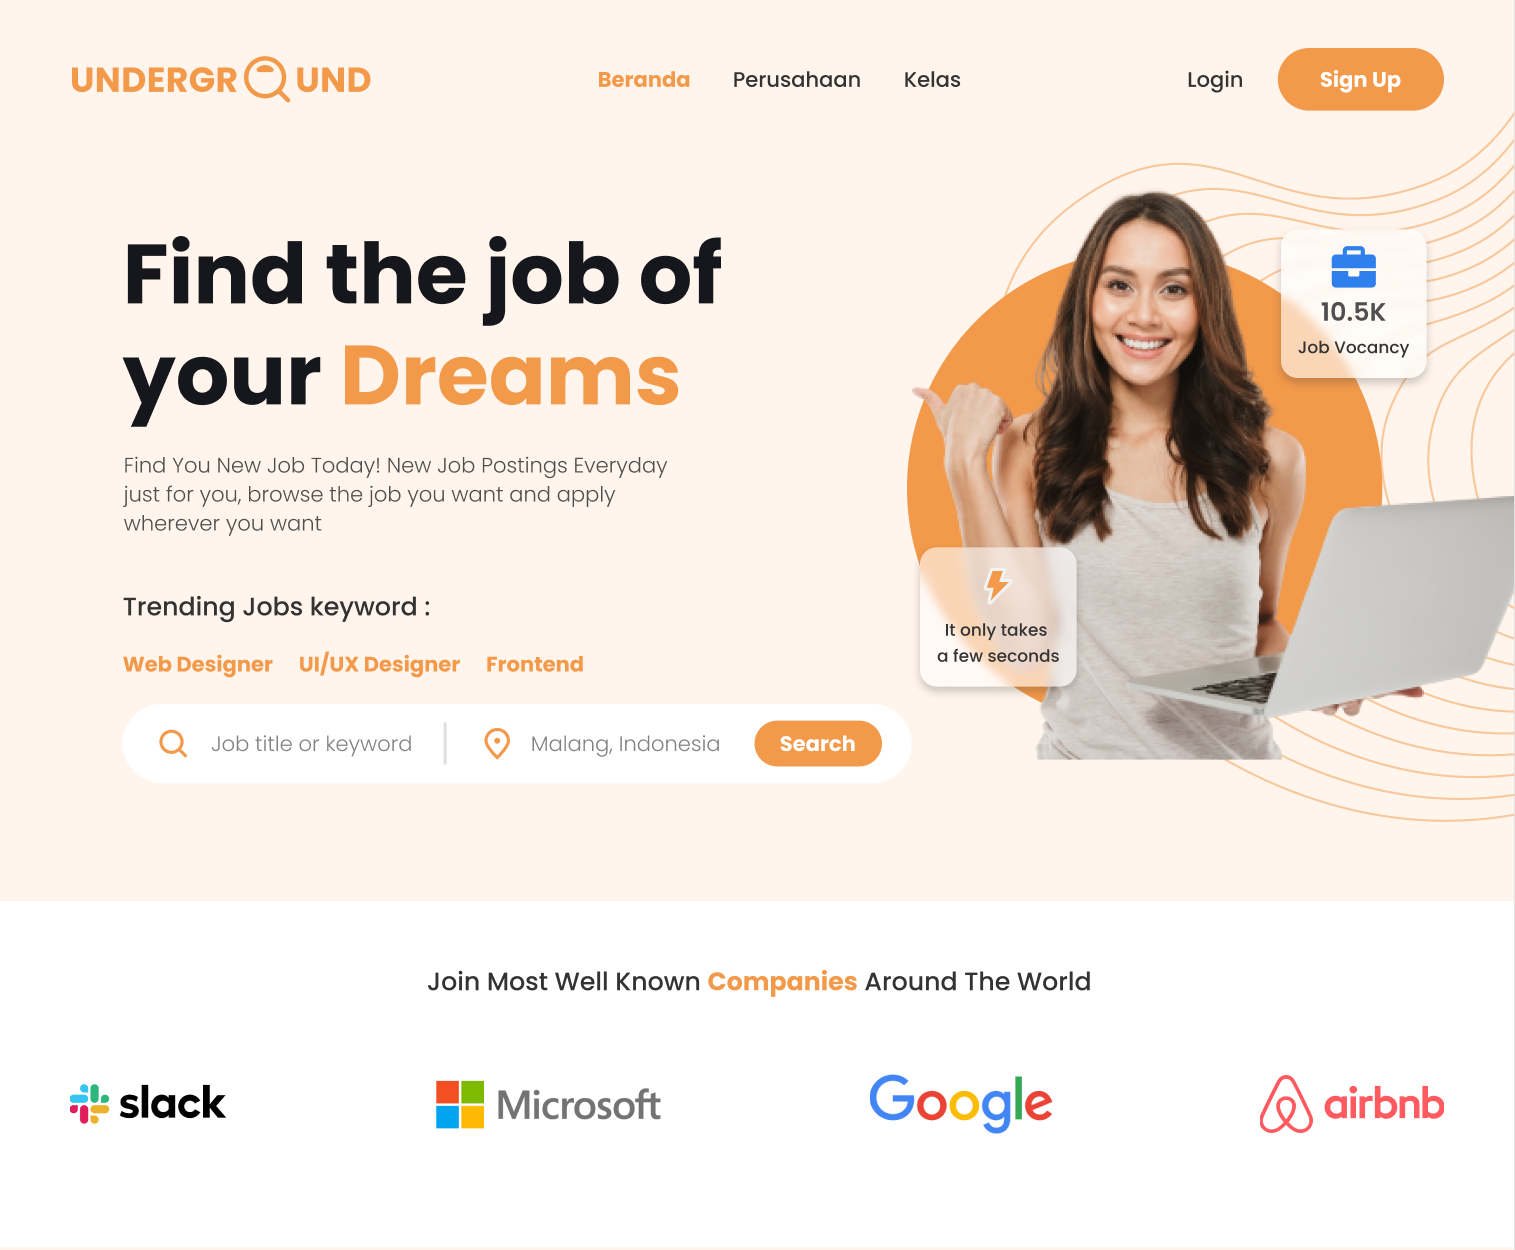 UNDERGROUND
Beranda
Perusahaan
Kelas
Login
Sign Up
Find the job of
your Dreams
Find You New Job Today! New Job Postings Everyday
just for you, browse the job you want and apply
wherever you want
10.5K
Job Vocancy
It only takes
a few seconds
Trending Jobs keyword :
Web Designer
UI/UX Designer
Frontend
Job title or keyword
Malang, Indonesia
Search
Join Most Well Known Companies Around The World
slack
Microsoft
Google
airbnb